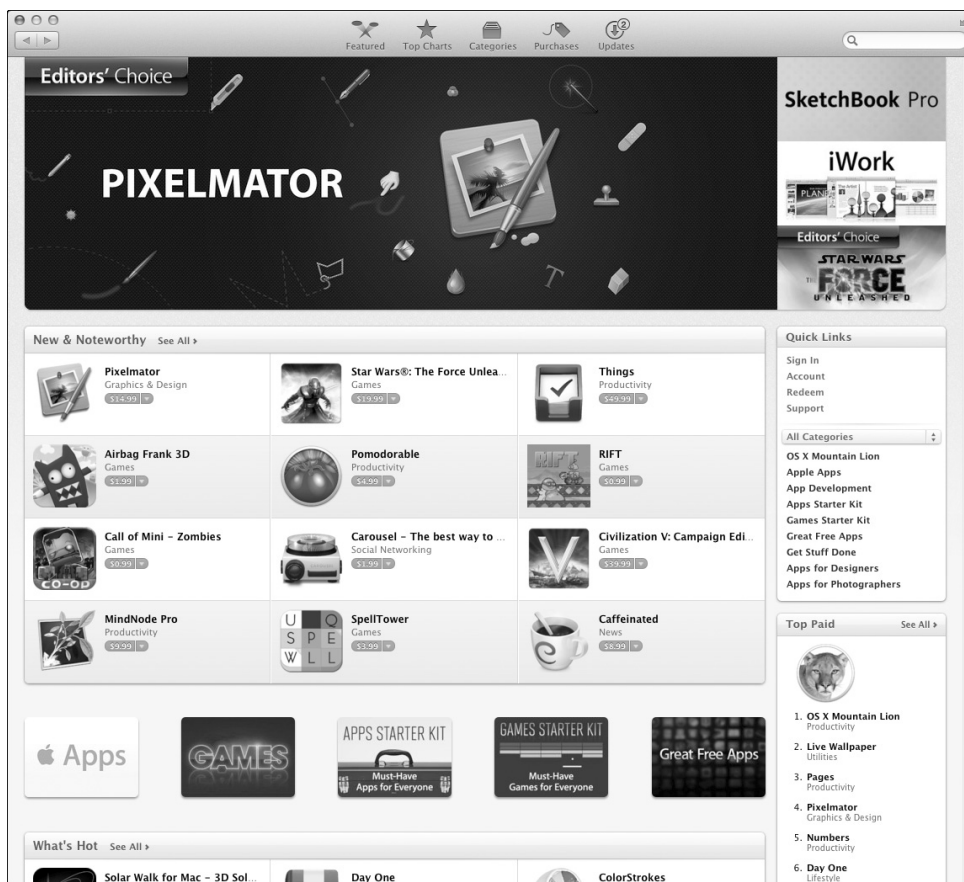 Featured
Top Charts
Categories
Purchases
2
Updates
Editors' Choice
PIXELMATOR
SketchBook Pro
iWork
Editors' Choice
STAR WARS
THE
FORCE
UNLEASHED
New & Noteworthy See All
Pixelmator
Graphics & Design
$14.99
Star Wars®: The Force Unlea...
Games
$19.99
Things
Productivity
$49.99
Airbag Frank 3D
Games
$1.99
Pomodorable
Productivity
$4.99
RIFT
RIFT
Games
$0.99
CO-OP
Call of Mini – Zombies
Games
$0.99
Carousel – The best way to ...
Social Networking
$1.99
V
Civilization V: Campaign Edi...
Games
$39.99
MindNode Pro
Productivity
$9.99
U O
S P E
W L L
SpellTower
Games
$3.99
Caffeinated
News
$8.99
Apps
GAMES
APPS STARTER KIT
Must-Have
Apps for Everyone
GAMES STARTER KIT
Must-Have
Games for Everyone
Great Free Apps
What's Hot See All
Solar Walk for Mac – 3D Sol...
Day One
ColorStrokes
Quick Links
Sign In
Account
Redeem
Support
All Categories
OS X Mountain Lion
Apple Apps
App Development
Apps Starter Kit
Games Starter Kit
Great Free Apps
Get Stuff Done
Apps for Designers
Apps for Photographers
Top Paid See All
1. OS X Mountain Lion
Productivity
2. Live Wallpaper
Utilities
3. Pages
Productivity
4. Pixelmator
Graphics & Design
5. Numbers
Productivity
6. Day One
Lifestyle